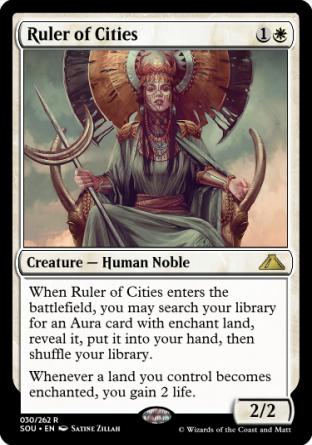 Ruler of Cities 1
Creature — Human Noble
When Ruler of Cities enters the
battlefield, you may search your library
for an Aura card with enchant land,
reveal it, put it into your hand, then
shuffle your library.
Whenever a land you control becomes
enchanted, you gain 2 life.
2/2
030/262 R
SOU • EN Satine Zillah © Wizards of the Coast and Matt